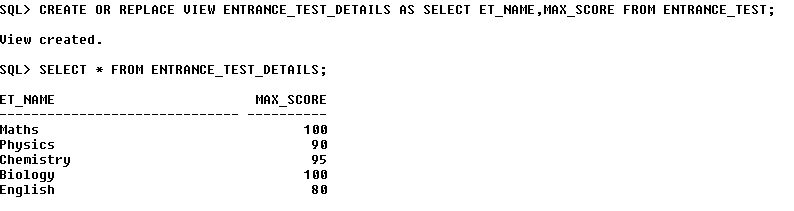 SQL> CREATE OR REPLACE VIEW ENTRANCE_TEST_DETAILS AS SELECT ET_NAME,MAX_SCORE FROM ENTRANCE_TEST;
View created.
SQL> SELECT * FROM ENTRANCE_TEST_DETAILS;
ET_NAME                         MAX_SCORE
------------------------------ ----------
Maths                                 100
Physics                                90
Chemistry                              95
Biology                               100
English                                80